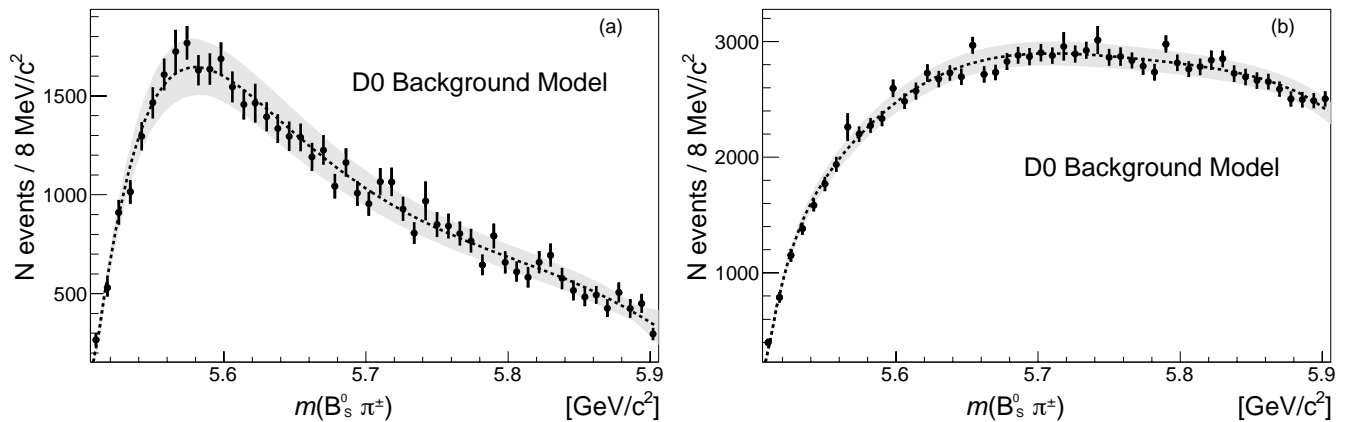 (a)
D0 Background Model
N events / 8 MeV/c²
1500
1000
500
5.6 5.7 5.8 5.9
m(B⁰ₛ π±) [GeV/c²]
(b)
D0 Background Model
N events / 8 MeV/c²
3000
2000
1000
5.6 5.7 5.8 5.9
m(B⁰ₛ π±) [GeV/c²]